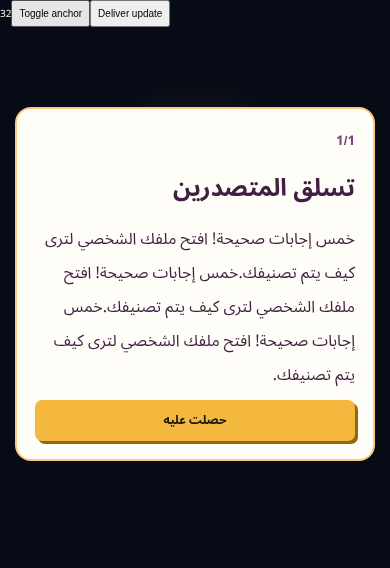 32 Toggle anchor Deliver update
1/1
تسلق المتصدرين
خمس إجابات صحيحة! افتح ملفك الشخصي لترى
كيف يتم تصنيفك.خمس إجابات صحيحة! افتح
ملفك الشخصي لترى كيف يتم تصنيفك.خمس
إجابات صحيحة! افتح ملفك الشخصي لترى كيف
يتم تصنيفك.
حصلت عليه